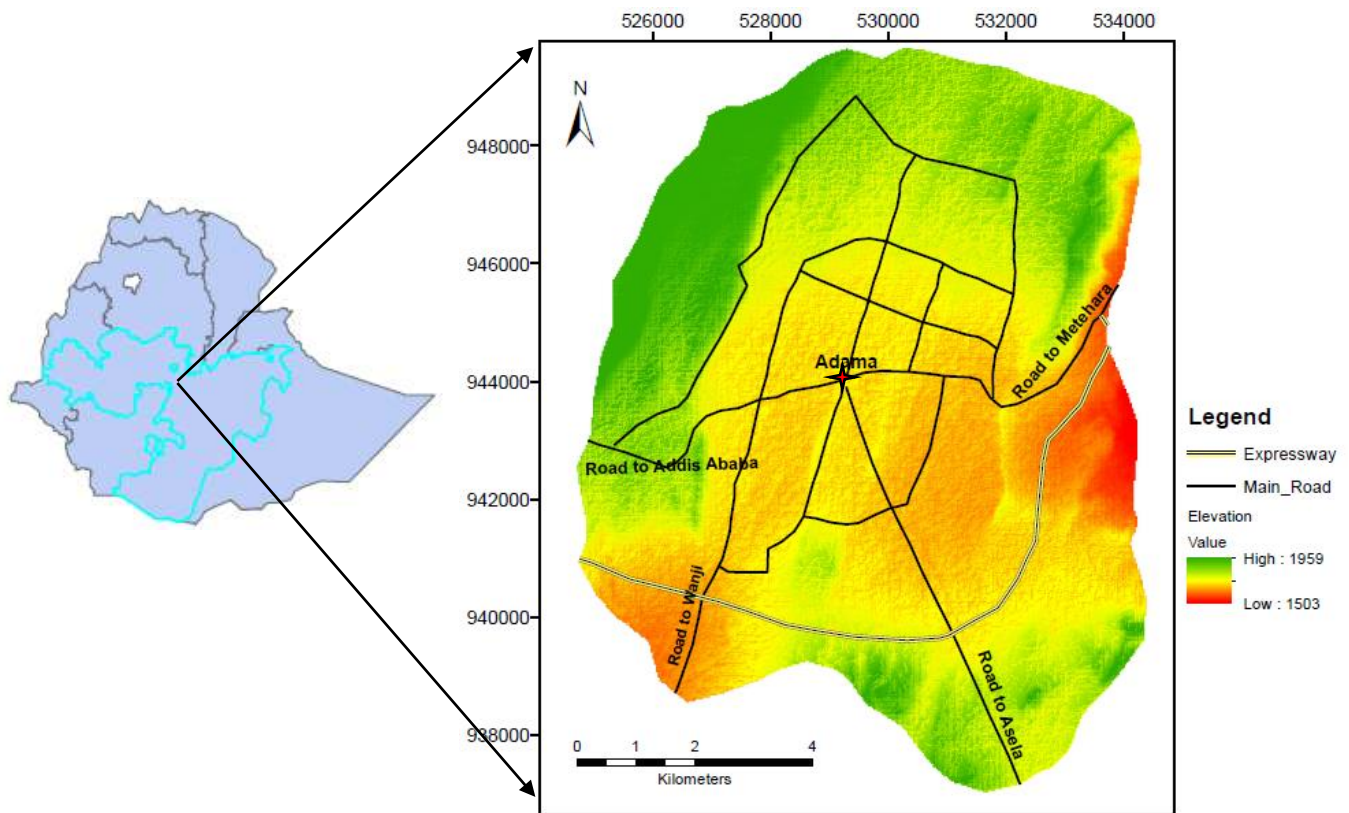 526000 528000 530000 532000 534000
N
948000
946000
944000
942000
940000
938000
Adama
Road to Metehara
Road to Addis Ababa
Road to Wanji
Road to Asela
0 1 2 4
Kilometers
Legend
Expressway
Main_Road
Elevation
Value
High : 1959
Low : 1503